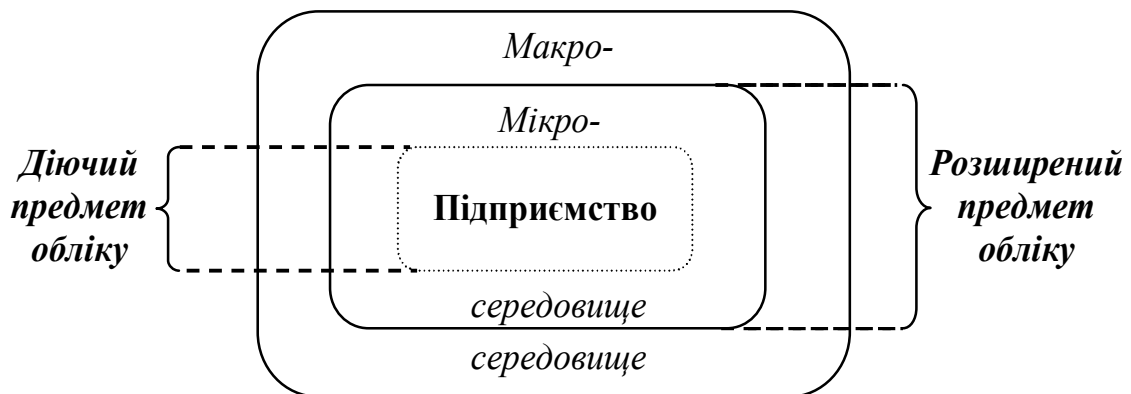 Макро-
Мікро-
Діючий
предмет
обліку
Підприємство
Розширений
предмет
обліку
середовище
середовище